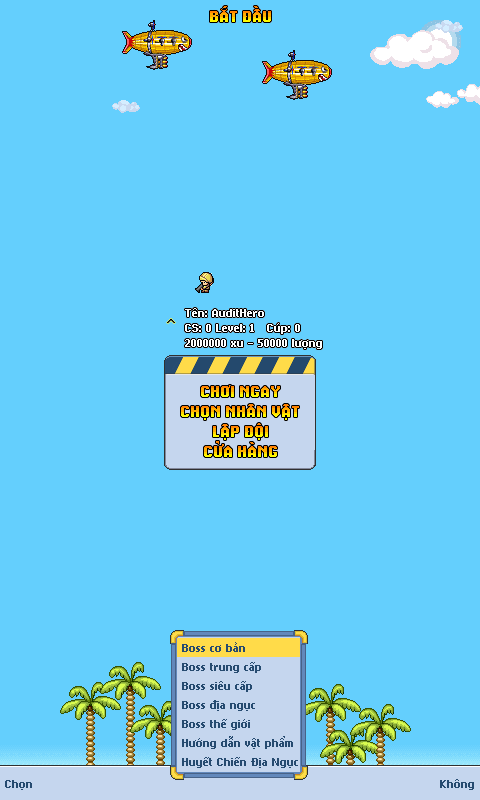 BẮT ĐẦU
Tên: AuditHero
CS: 0 Level: 1 Cúp: 0
2000000 xu - 50000 lượng
CHƠI NGAY
CHỌN NHÂN VẬT
LẬP ĐỘI
CỬA HÀNG
Boss cơ bản
Boss trung cấp
Boss siêu cấp
Boss địa ngục
Boss thế giới
Hướng dẫn vật phẩm
Huyết Chiến Địa Ngục
Chọn
Không